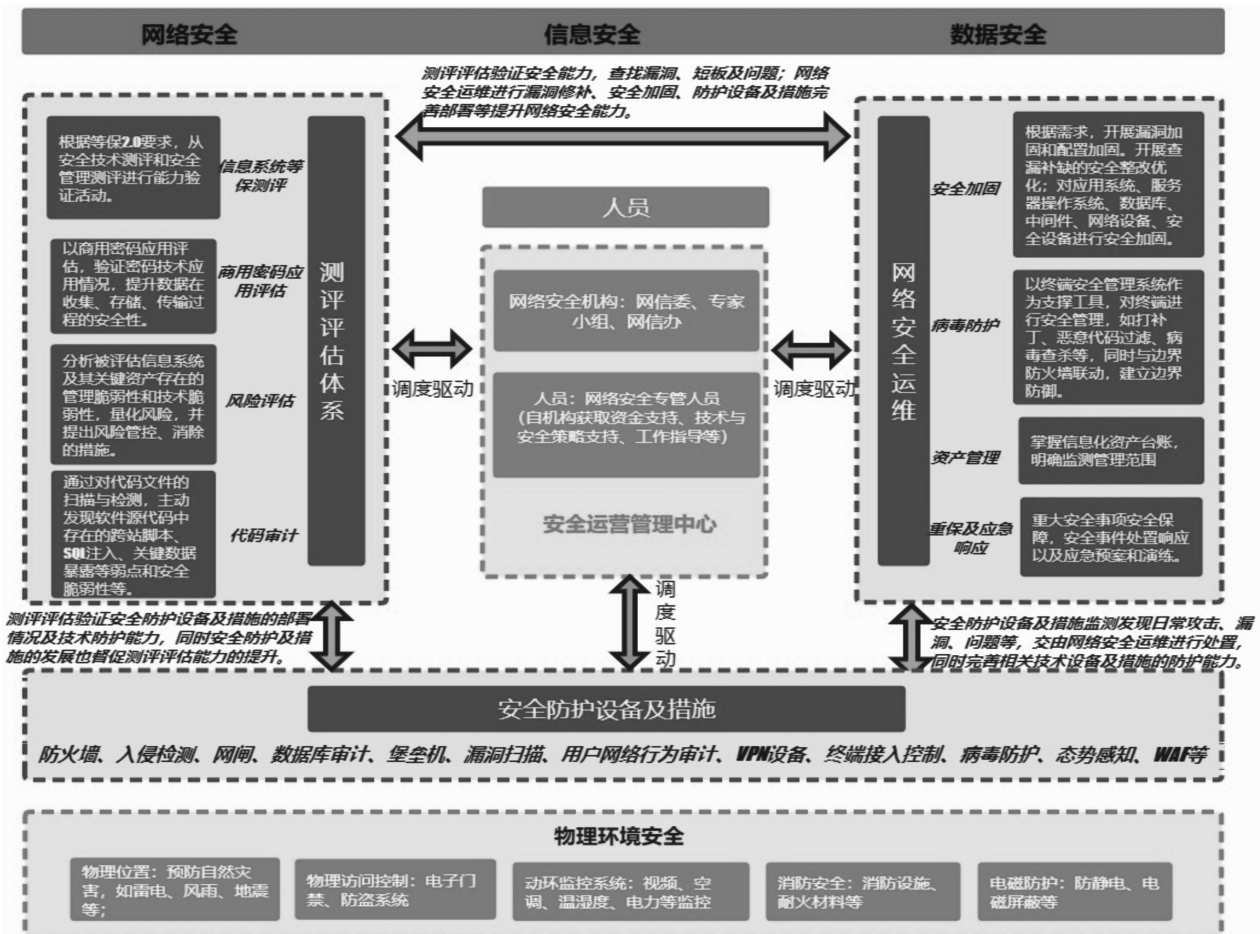 网络安全
信息安全
数据安全
测评评估验证安全能力，查找漏洞、短板及问题；网络
安全运维进行漏洞修补、安全加固、防护设备及措施完
善部署等提升网络安全能力。
根据等保2.0要求，从
安全技术测评和安全
管理测评进行能力验
证活动。
信息系统等
保测评
以商用密码应用评
估，验证密码技术应
用情况，提升数据在
收集、存储、传输过
程的安全性。
商用密码应
用评估
分析被评估信息系统
及其关键资产存在的
管理脆弱性和技术脆
弱性，量化风险，并
提出风险管控、消除
的措施。
风险评估
通过对代码文件的
扫描与检测，主动
发现软件源代码中
存在的跨站脚本、
SQL注入、关键数据
暴露等弱点和安全
脆弱性等。
代码审计
测评评估体系
调度驱动
人员
网络安全机构：网信委、专家
小组、网信办
人员：网络安全专管人员
（自机构获取资金支持、技术与
安全策略支持、工作指导等）
安全运营管理中心
调度驱动
网络安全运维
安全加固
根据需求，开展漏洞加
固和配置加固。开展查
漏补缺的安全整改优
化；对应用系统、服务
器操作系统、数据库、
中间件、网络设备、安
全设备进行安全加固。
病毒防护
以终端安全管理系统作
为支撑工具，对终端进
行安全管理，如打补
丁、恶意代码过滤、病
毒查杀等，同时与边界
防火墙联动，建立边界
防御。
资产管理
掌握信息化资产台账，
明确监测管理范围
重保及应急
响应
重大安全事项安全保
障，安全事件处置响应
以及应急预案和演练。
测评评估验证安全防护设备及措施的部署
情况及技术防护能力，同时安全防护及措
施的发展也督促测评评估能力的提升。
调度驱动
安全防护设备及措施监测发现日常攻击、漏
洞、问题等，交由网络安全运维进行处置，
同时完善相关技术设备及措施的防护能力。
安全防护设备及措施
防火墙、入侵检测、网闸、数据库审计、堡垒机、漏洞扫描、用户网络行为审计、VPN设备、终端接入控制、病毒防护、态势感知、WAF等
物理环境安全
物理位置：预防自然灾
害，如雷电、风雨、地震
等；
物理访问控制：电子门
禁、防盗系统
动环监控系统：视频、空
调、温湿度、电力等监控
消防安全：消防设施、
耐火材料等
电磁防护：防静电、电
磁屏蔽等